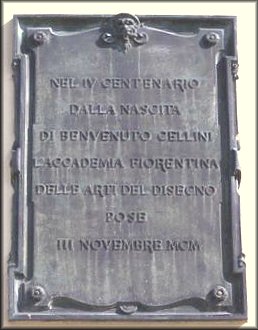 NEL IV CENTENARIO
DALLA NASCITA
DI BENVENUTO CELLINI
L'ACCADEMIA FIORENTINA
DELLE ARTI DEL DISEGNO
POSE
III NOVEMBRE MCM